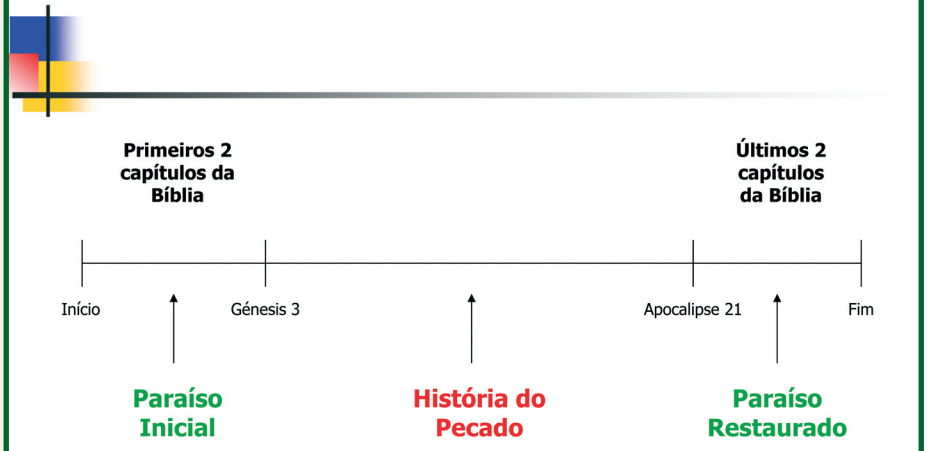 Primeiros 2
capítulos da
Bíblia
Últimos 2
capítulos
da Bíblia
Início
Génesis 3
Apocalipse 21
Fim
Paraíso
Inicial
História do
Pecado
Paraíso
Restaurado